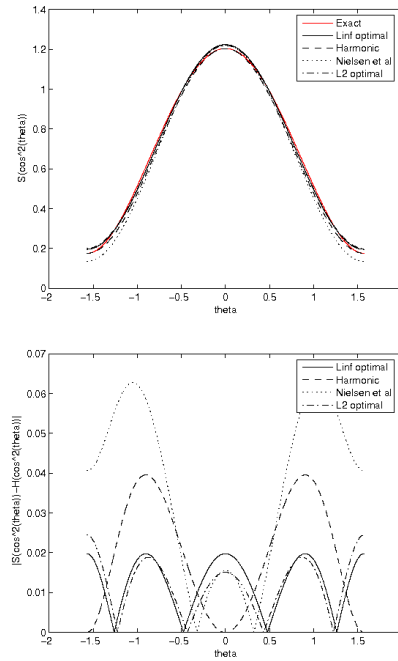 1.4
1.2
1
0.8
0.6
0.4
0.2
0
-2
-1.5
-1
-0.5
0
0.5
1
1.5
2
theta
S(cos^2(theta))
Exact
Linf optimal
Harmonic
Nielsen et al
L2 optimal
0.07
0.06
0.05
0.04
0.03
0.02
0.01
0
-2
-1.5
-1
-0.5
0
0.5
1
1.5
2
theta
|S(cos^2(theta))-H(cos^2(theta))|
Linf optimal
Harmonic
Nielsen et al
L2 optimal